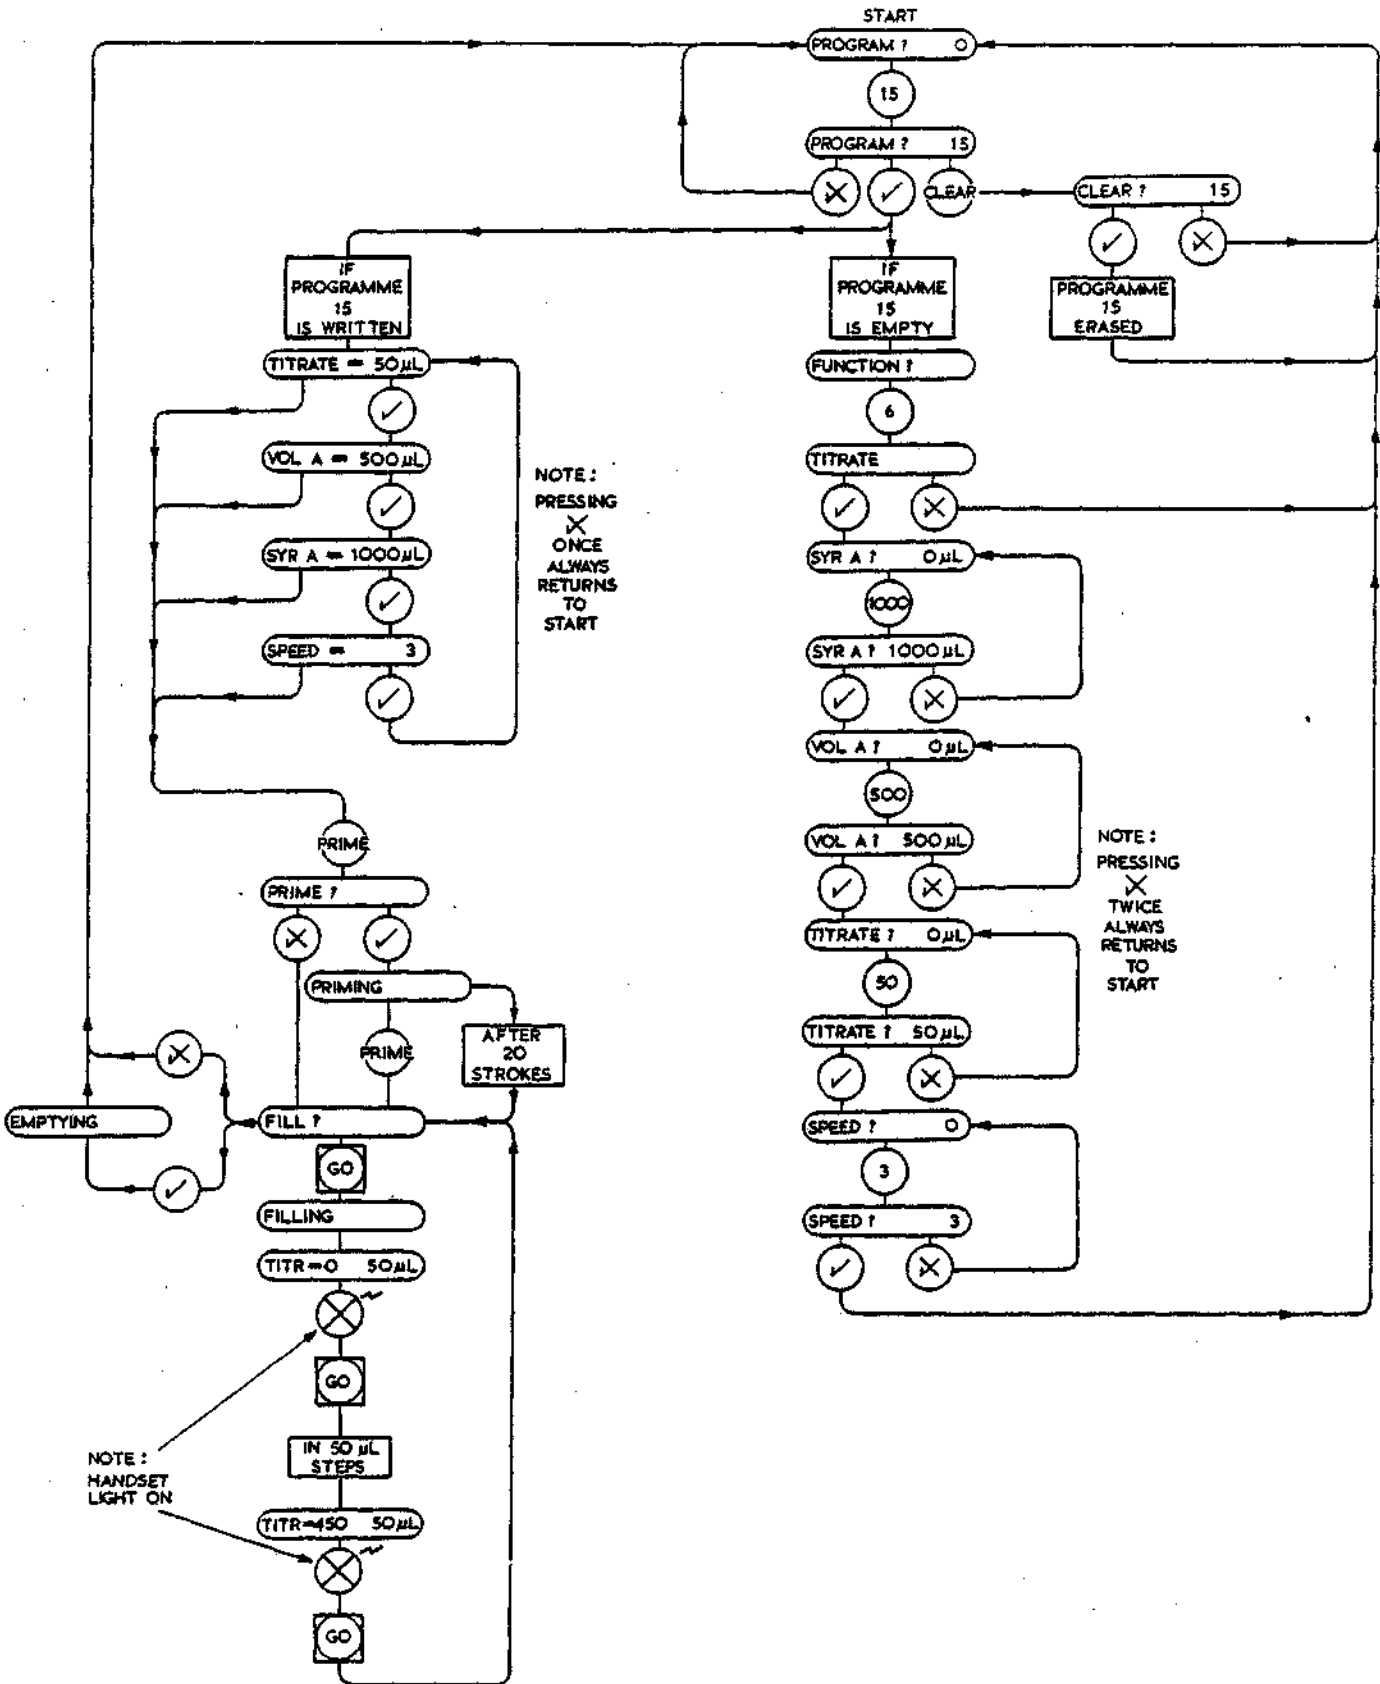 START
PROGRAM ? 0
15
PROGRAM ? 15
CLEAR
CLEAR ? 15
IF
PROGRAMME
15
IS WRITTEN
IF
PROGRAMME
15
IS EMPTY
PROGRAMME
15
ERASED
TITRATE = 50µL
VOL A = 500µL
SYR A = 1000µL
SPEED = 3
NOTE :
PRESSING
X
ONCE
ALWAYS
RETURNS
TO
START
FUNCTION ?
6
TITRATE
SYR A ? 0µL
1000
SYR A ? 1000µL
VOL A ? 0µL
500
VOL A ? 500µL
TITRATE ? 0µL
50
TITRATE ? 50µL
SPEED ? 0
3
SPEED ? 3
NOTE :
PRESSING
X
TWICE
ALWAYS
RETURNS
TO
START
PRIME
PRIME ?
PRIMING
PRIME
AFTER
20
STROKES
EMPTYING
FILL ?
GO
FILLING
TITR=0 50µL
GO
IN 50 µL
STEPS
NOTE :
HANDSET
LIGHT ON
TITR=450 50µL
GO